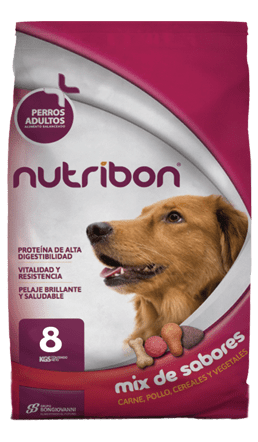 PERROS
ADULTOS
ALIMENTO BALANCEADO
nutribon®
PROTEÍNA DE ALTA
DIGESTIBILIDAD
VITALIDAD Y
RESISTENCIA
PELAJE BRILLANTE
Y SALUDABLE
8
KGS
mix de sabores
CARNE, POLLO, CEREALES Y VEGETALES
BONGIOVANNI